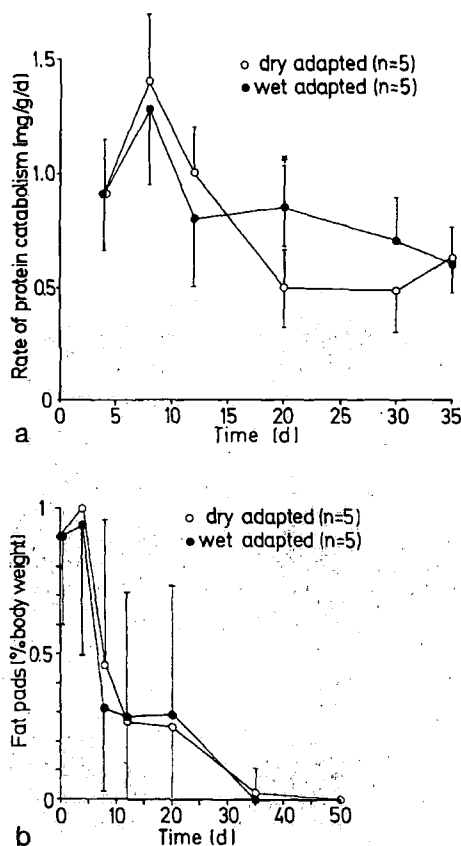 Rate of protein catabolism [mg/g/d]
1.5
1.0
0.5
0
○ dry adapted (n=5)
● wet adapted (n=5)
*
0 5 10 15 20 25 30 35
Time [d]
a
Fat pads [% body weight]
1
0.5
0
○ dry adapted (n=5)
● wet adapted (n=5)
0 10 20 30 40 50
Time [d]
b